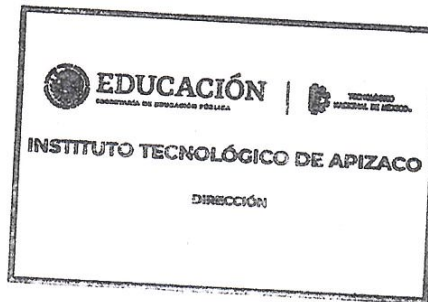 EDUCACIÓN
SECRETARÍA DE EDUCACIÓN PÚBLICA
TECNOLÓGICO
NACIONAL DE MÉXICO®
INSTITUTO TECNOLÓGICO DE APIZACO
DIRECCIÓN